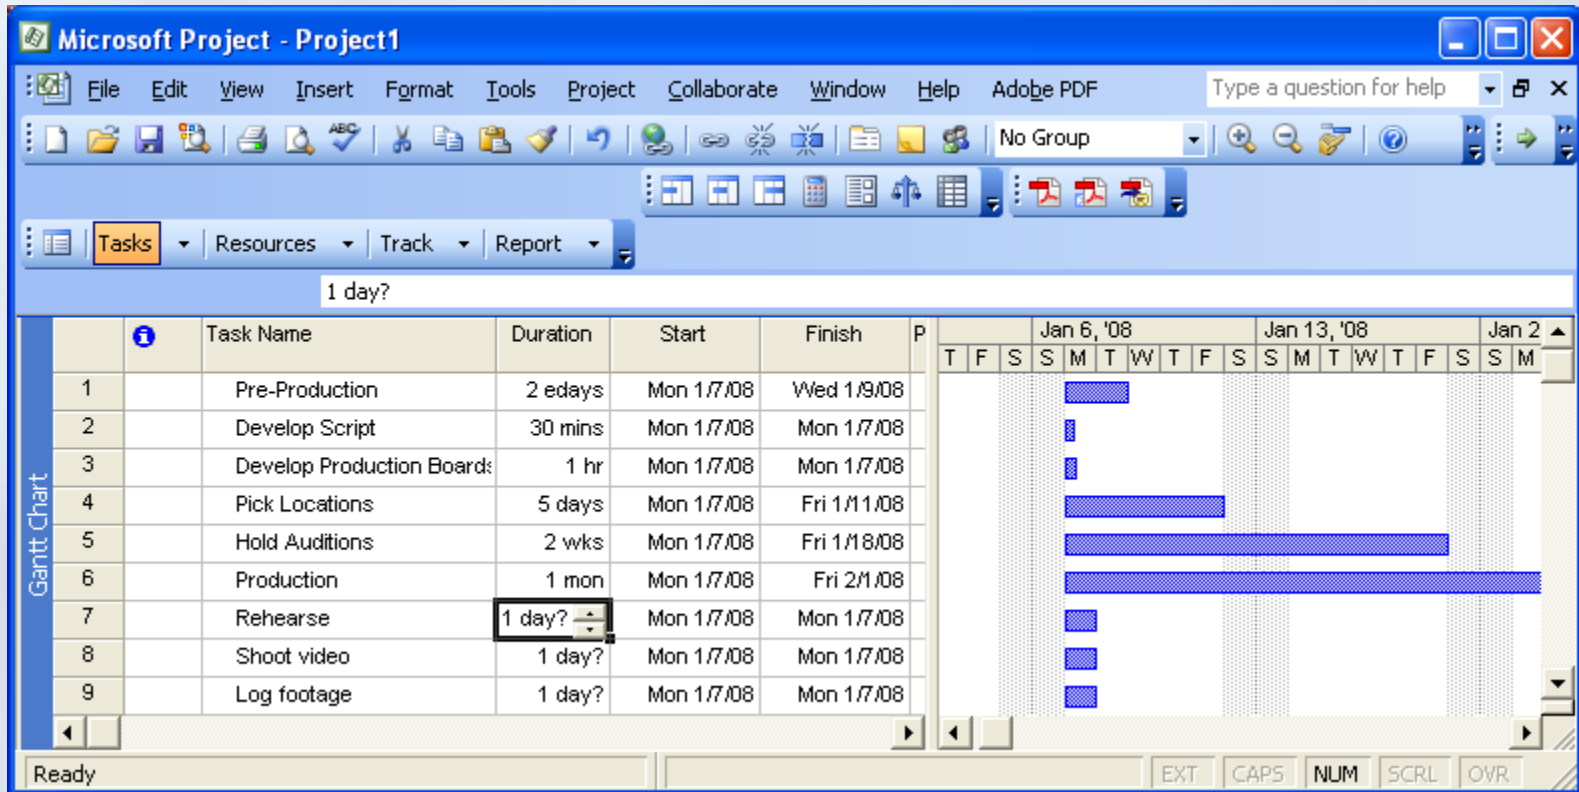 Microsoft Project - Project1
File Edit View Insert Format Tools Project Collaborate Window Help Adobe PDF Type a question for help
ABC No Group
Tasks Resources Track Report
1 day?
Task Name Duration Start Finish P Jan 6, '08 Jan 13, '08 Jan 2
T F S S M T W T F S S M T W T F S S M
1 Pre-Production 2 edays Mon 1/7/08 Wed 1/9/08
2 Develop Script 30 mins Mon 1/7/08 Mon 1/7/08
3 Develop Production Boards 1 hr Mon 1/7/08 Mon 1/7/08
4 Pick Locations 5 days Mon 1/7/08 Fri 1/11/08
5 Hold Auditions 2 wks Mon 1/7/08 Fri 1/18/08
6 Production 1 mon Mon 1/7/08 Fri 2/1/08
7 Rehearse 1 day? Mon 1/7/08 Mon 1/7/08
8 Shoot video 1 day? Mon 1/7/08 Mon 1/7/08
9 Log footage 1 day? Mon 1/7/08 Mon 1/7/08
Gantt Chart
Ready EXT CAPS NUM SCRL OVR